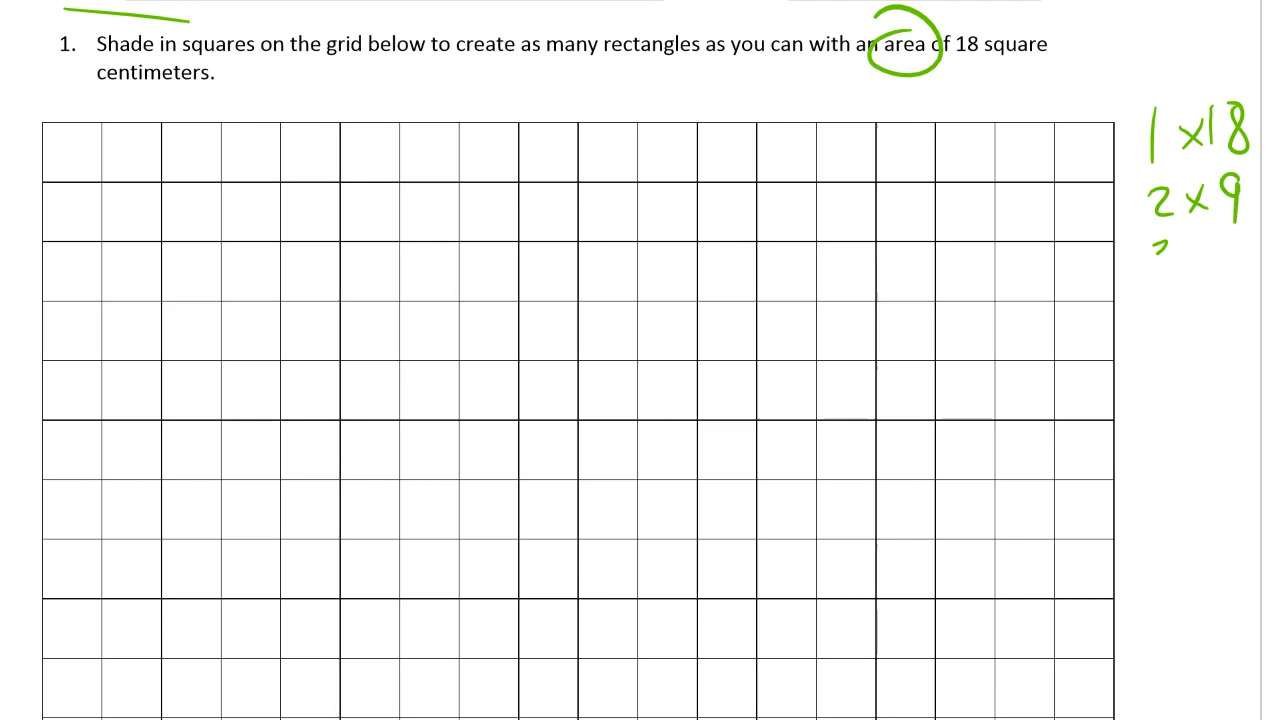 1. Shade in squares on the grid below to create as many rectangles as you can with an area of 18 square
centimeters.
1 x 18
2 x 9